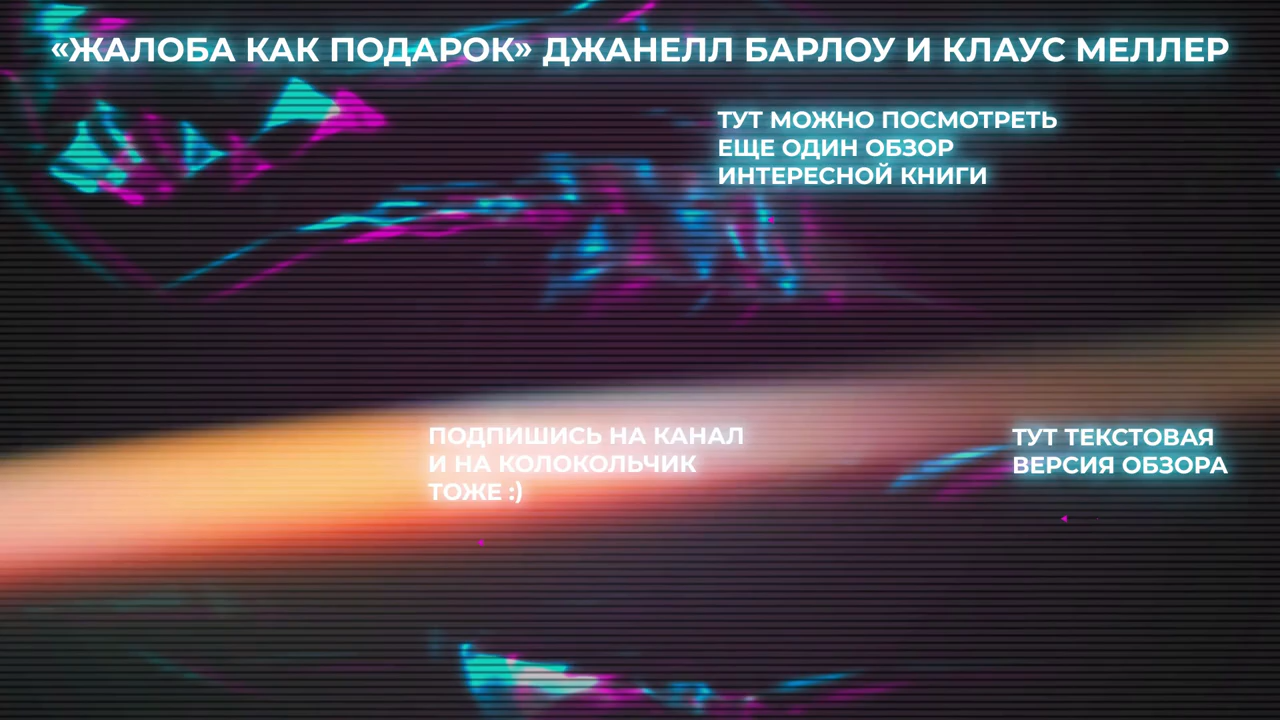 «ЖАЛОБА КАК ПОДАРОК» ДЖАНЕЛЛ БАРЛОУ И КЛАУС МЕЛЛЕР
ТУТ МОЖНО ПОСМОТРЕТЬ
ЕЩЕ ОДИН ОБЗОР
ИНТЕРЕСНОЙ КНИГИ
ПОДПИШИСЬ НА КАНАЛ
И НА КОЛОКОЛЬЧИК
ТОЖЕ :)
ТУТ ТЕКСТОВАЯ
ВЕРСИЯ ОБЗОРА